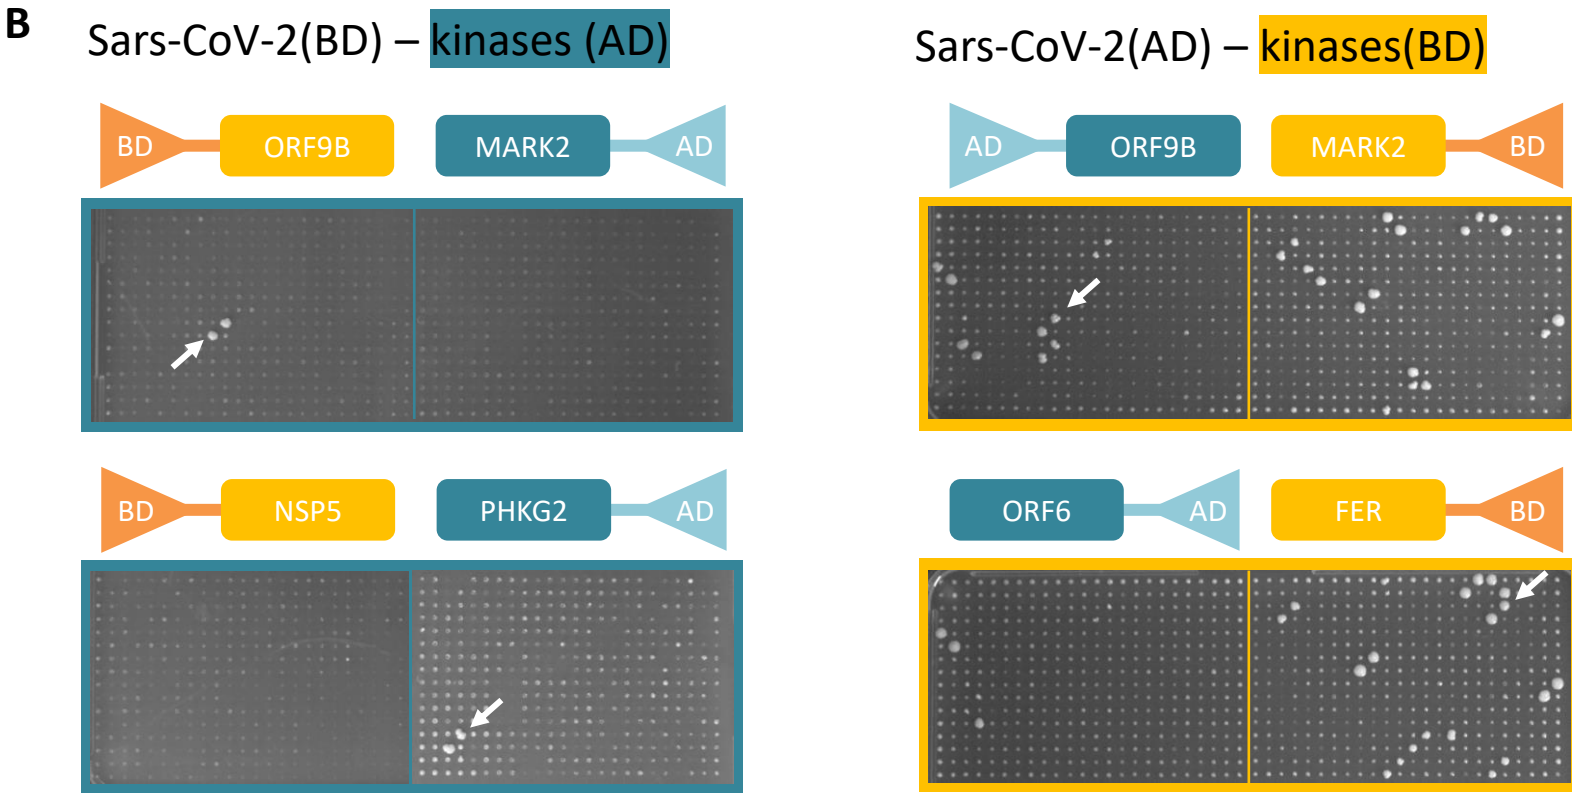 B
Sars-CoV-2(BD) – kinases (AD)
Sars-CoV-2(AD) – kinases(BD)
BD ORF9B MARK2 AD
AD ORF9B MARK2 BD
BD NSP5 PHKG2 AD
ORF6 AD FER BD